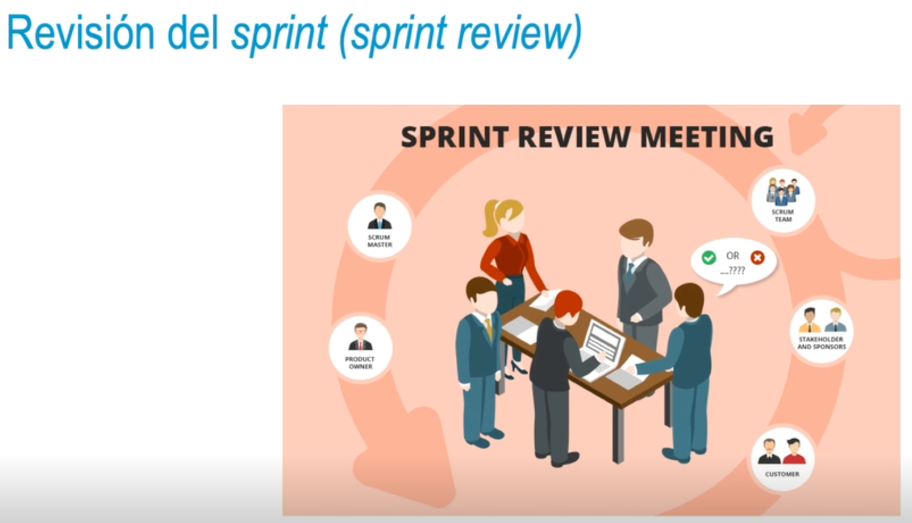 Revisión del sprint (sprint review)
SPRINT REVIEW MEETING
SCRUM
MASTER
PRODUCT
OWNER
SCRUM
TEAM
OR
...????
STAKEHOLDER
AND SPONSORS
CUSTOMER